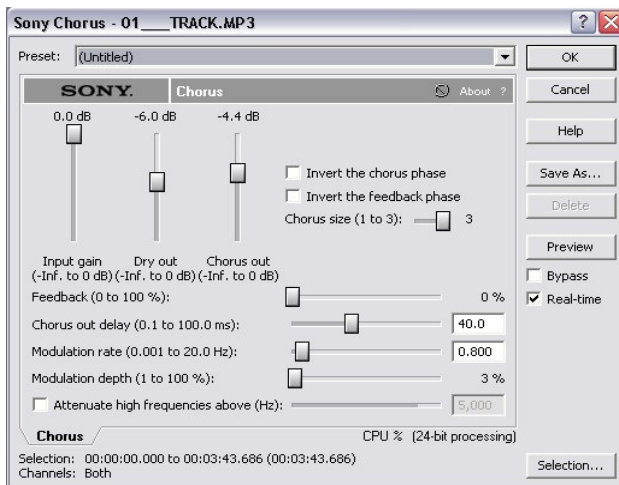 Sony Chorus - 01___TRACK.MP3
Preset: (Untitled)
OK
SONY. Chorus About ?
Cancel
0.0 dB -6.0 dB -4.4 dB
Help
Invert the chorus phase
Save As...
Invert the feedback phase
Delete
Chorus size (1 to 3): 3
Preview
Input gain Dry out Chorus out
(-Inf. to 0 dB) (-Inf. to 0 dB) (-Inf. to 0 dB)
Bypass
Feedback (0 to 100 %): 0 %
Real-time
Chorus out delay (0.1 to 100.0 ms): 40.0
Modulation rate (0.001 to 20.0 Hz): 0.800
Modulation depth (1 to 100 %): 3 %
Attenuate high frequencies above (Hz): 5,000
Chorus
CPU % (24-bit processing)
Selection: 00:00:00.000 to 00:03:43.686 (00:03:43.686)
Channels: Both
Selection...